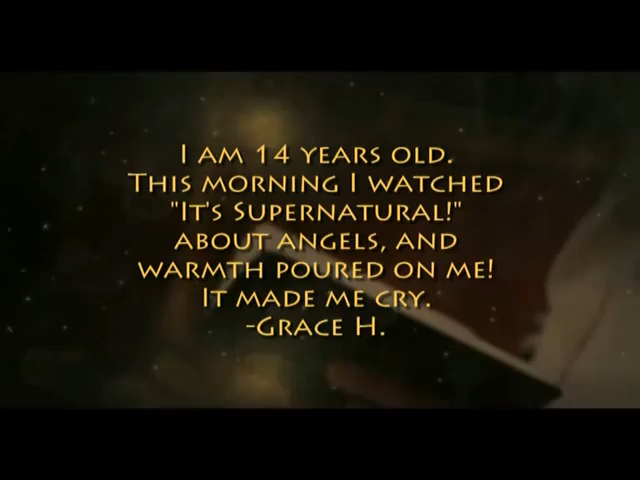 I AM 14 YEARS OLD.
THIS MORNING I WATCHED
"IT'S SUPERNATURAL!"
ABOUT ANGELS, AND
WARMTH POURED ON ME!
IT MADE ME CRY.
-GRACE H.